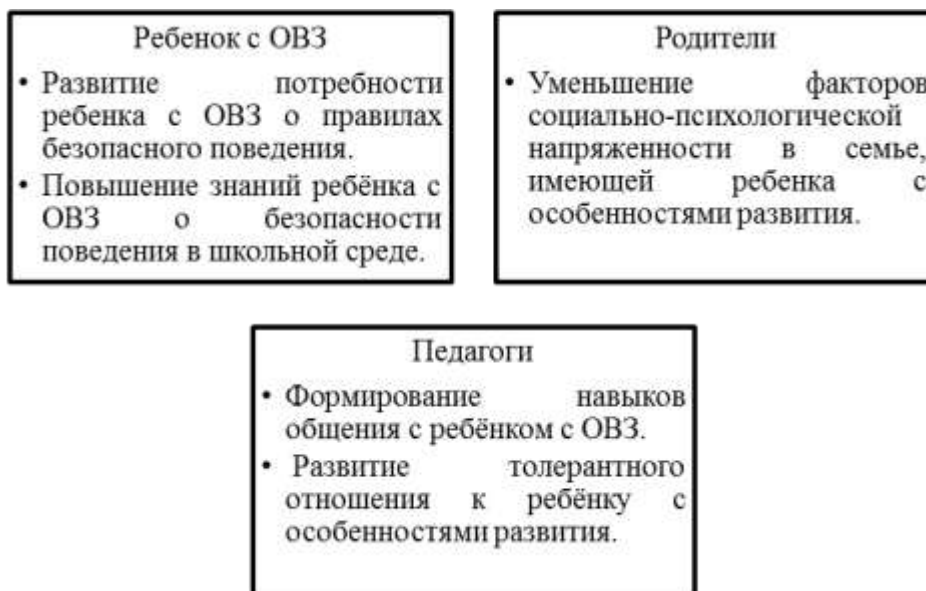 Ребенок с ОВЗ
• Развитие потребности
ребенка с ОВЗ о правилах
безопасного поведения.
• Повышение знаний ребёнка с
ОВЗ о безопасности
поведения в школьной среде.
Родители
• Уменьшение факторов
социально-психологической
напряженности в семье,
имеющей ребенка с
особенностями развития.
Педагоги
• Формирование навыков
общения с ребёнком с ОВЗ.
• Развитие толерантного
отношения к ребёнку с
особенностями развития.